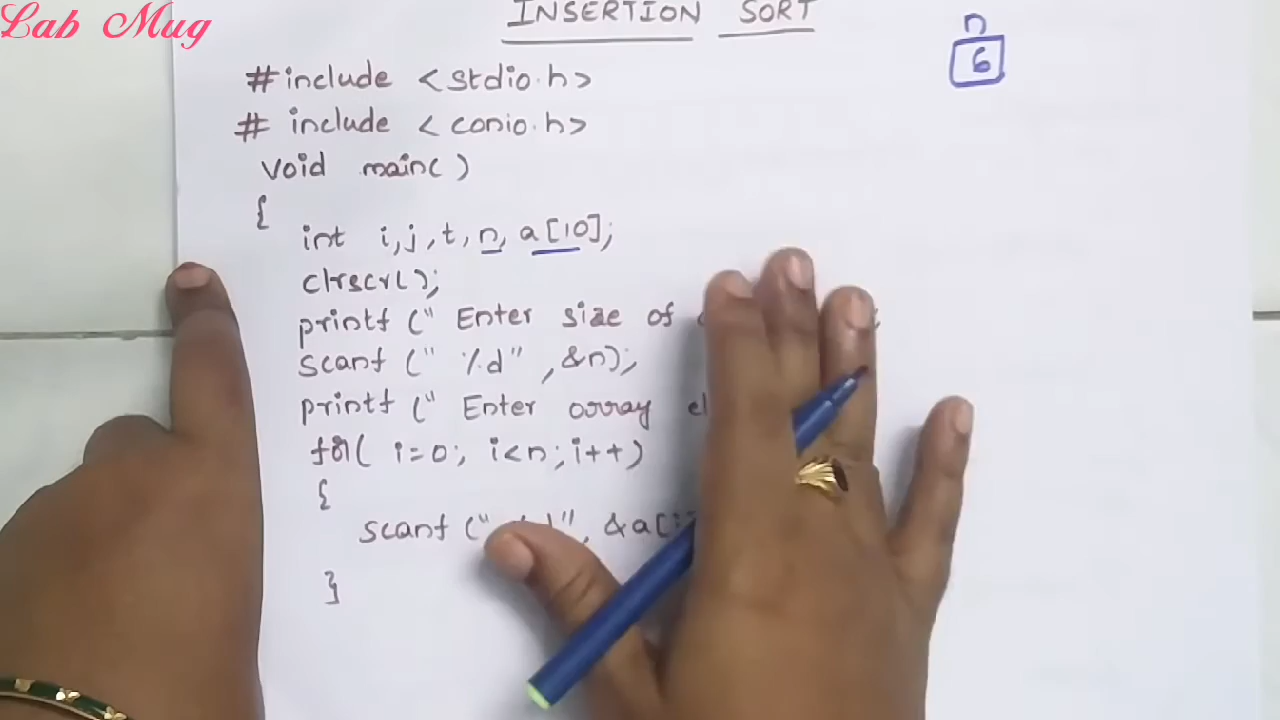 Lab Mug
INSERTION SORT
n
6
#include <stdio.h>
# include <conio.h>
void main()
{
int i,j,t,n, a[10];
clrscr();
printf (" Enter size of
scanf (" %d" ,&n);
printf (" Enter array
for( i=0; i<n; i++)
{
scanf (" ", &a[i
}